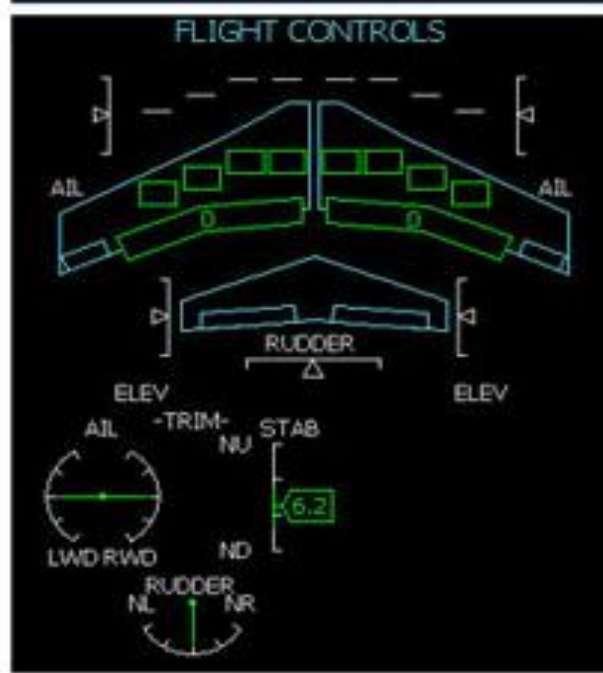 FLIGHT CONTROLS
AIL AIL
0 0
RUDDER
ELEV ELEV
-TRIM-
AIL STAB
NU
6.2
ND
LWD RWD
RUDDER
NL NR